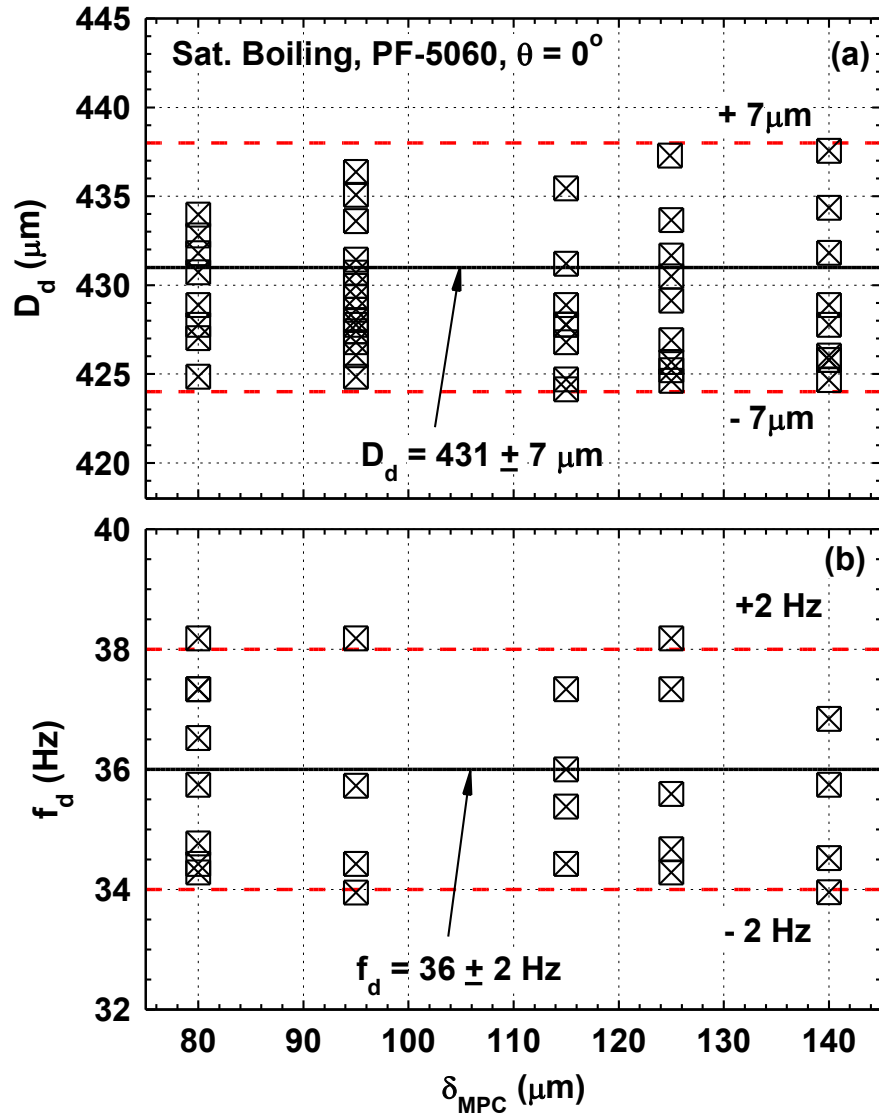 445
440
435
430
425
420
D_d (μm)
Sat. Boiling, PF-5060, θ = 0°
(a)
+ 7μm
- 7μm
D_d = 431 ± 7 μm
40
38
36
34
32
f_d (Hz)
(b)
+2 Hz
- 2 Hz
f_d = 36 ± 2 Hz
80 90 100 110 120 130 140
δ_MPC (μm)